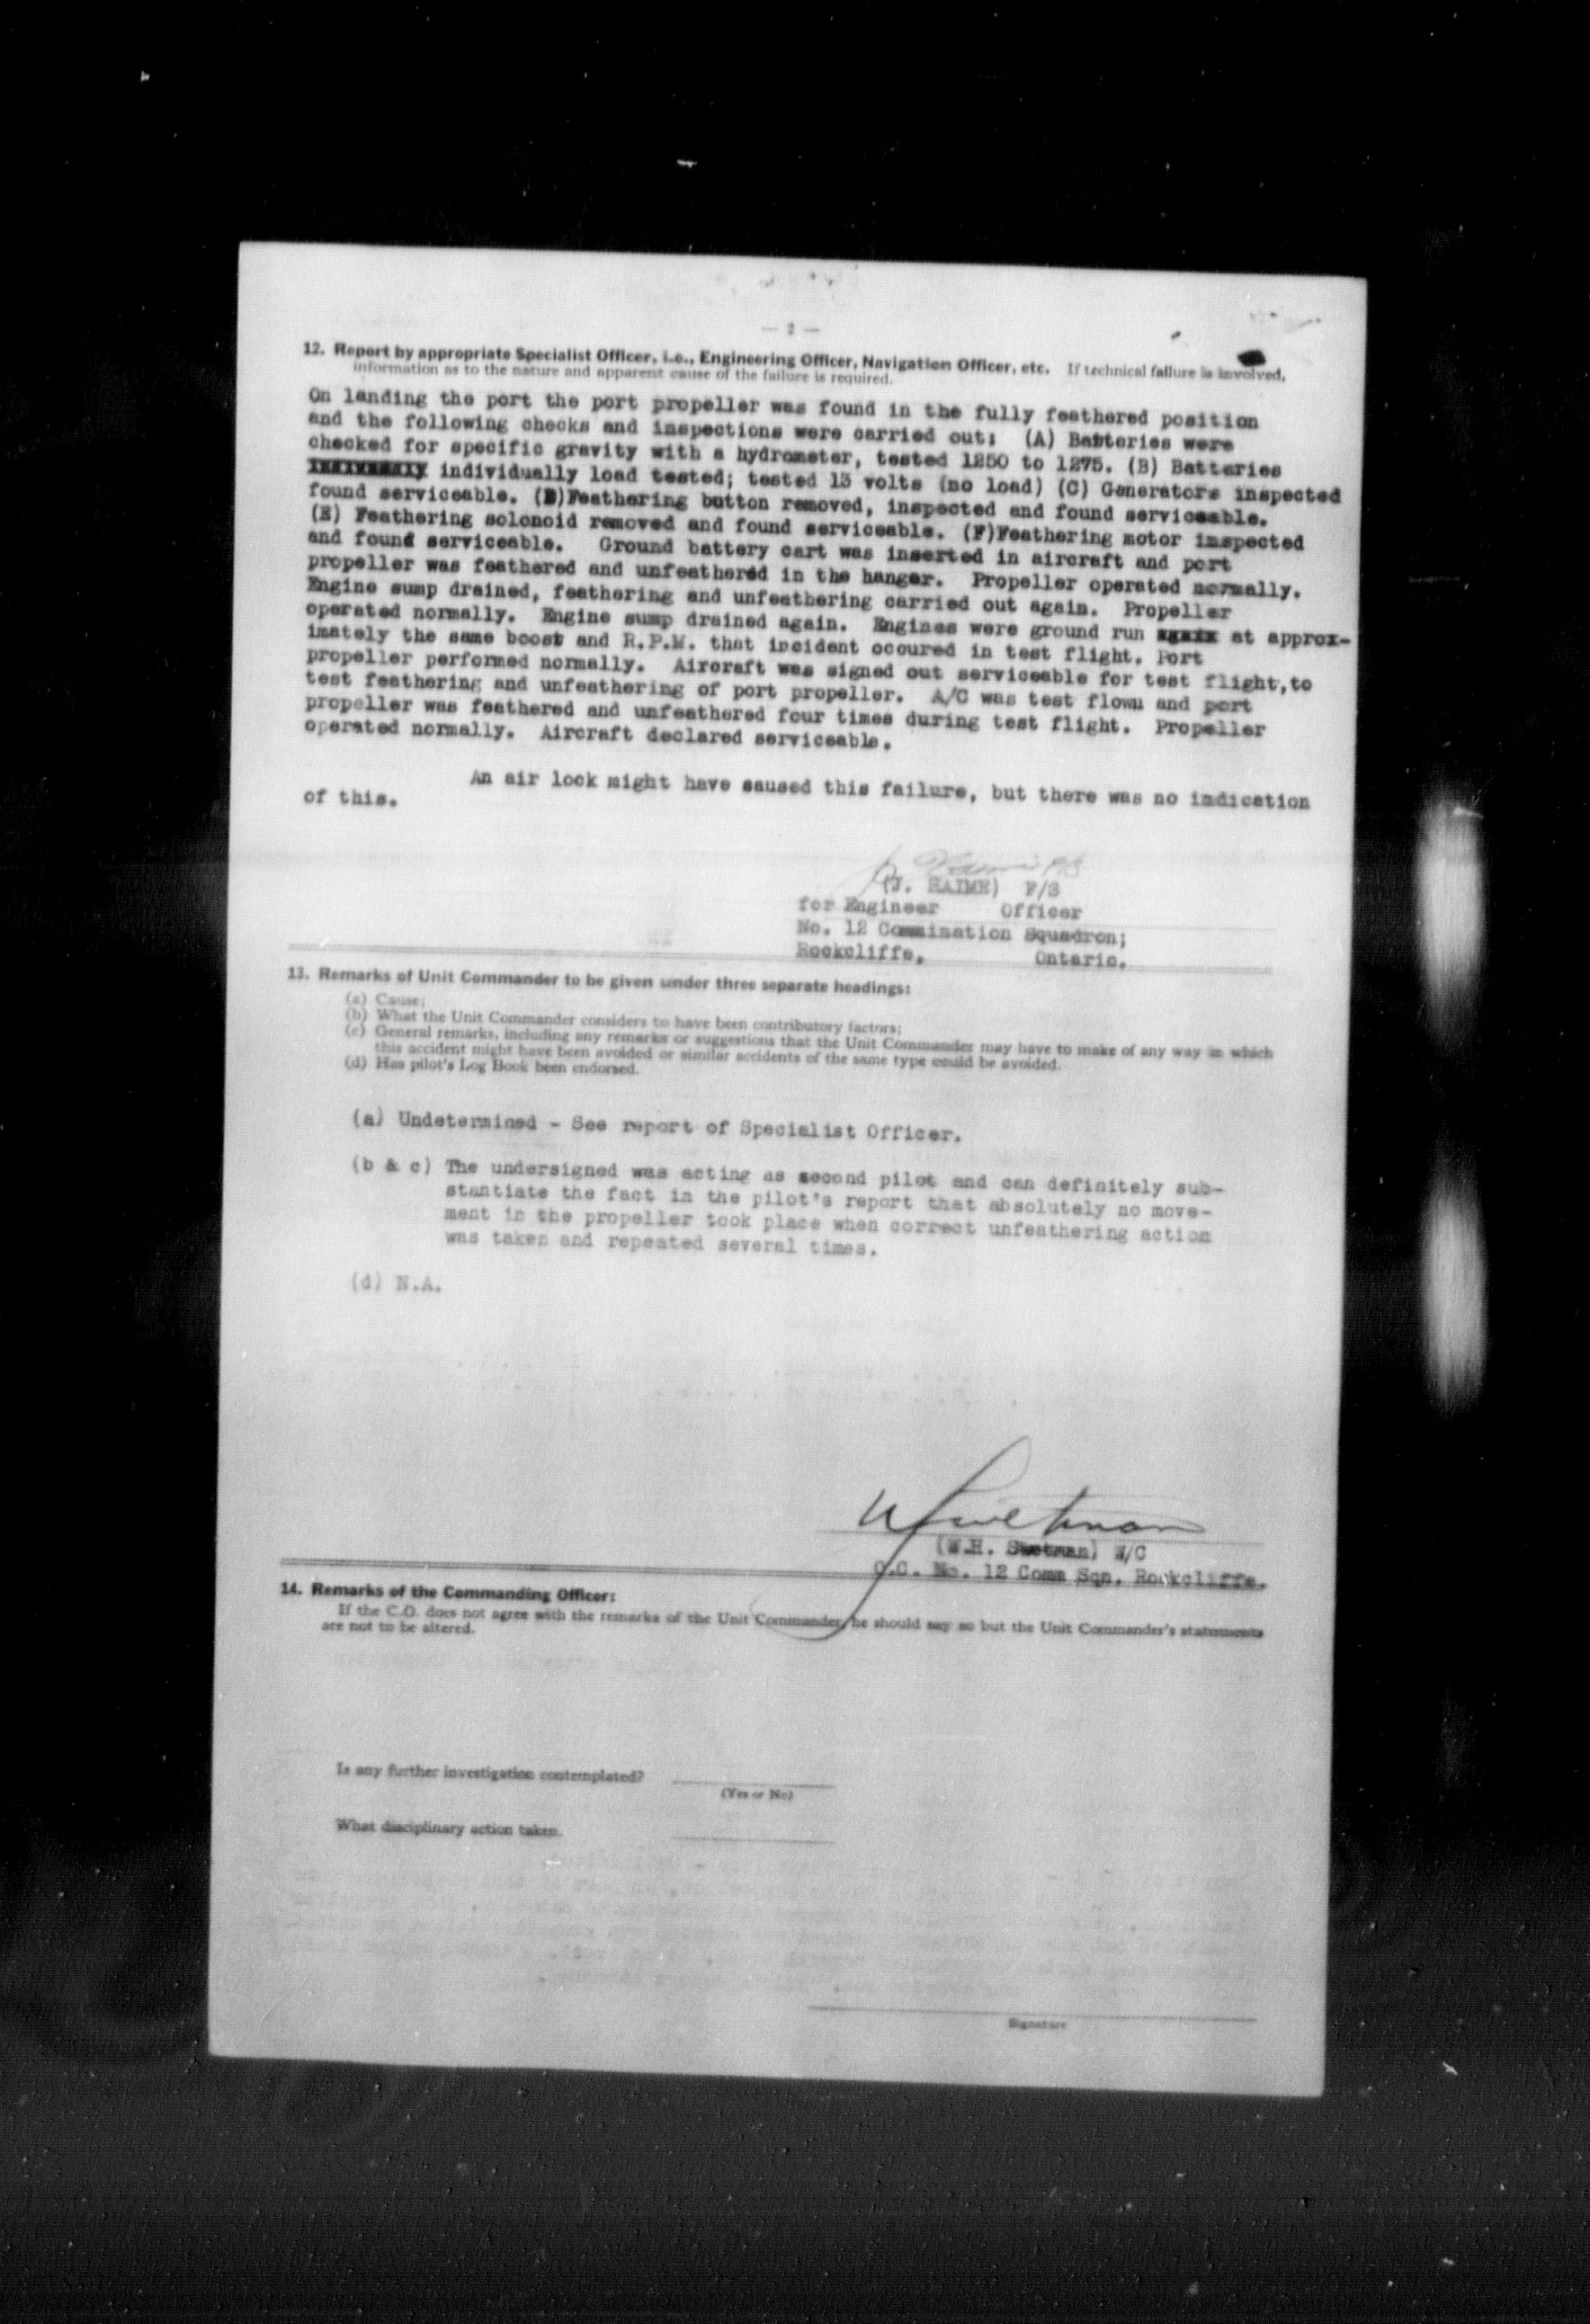 — 2 —
12. Report by appropriate Specialist Officer, i.e., Engineering Officer, Navigation Officer, etc. If technical failure is involved,
information as to the nature and apparent cause of the failure is required.
On landing the port the port propeller was found in the fully feathered position
and the following checks and inspections were carried out: (A) Batteries were
checked for specific gravity with a hydrometer, tested 1250 to 1275. (B) Batteries
individually load tested; tested 13 volts (no load) (C) Generators inspected
found serviceable. (D)Feathering button removed, inspected and found serviceable.
(E) Feathering solonoid removed and found serviceable. (F)Feathering motor inspected
and found serviceable. Ground battery cart was inserted in aircraft and port
propeller was feathered and unfeathered in the hanger. Propeller operated normally.
Engine sump drained, feathering and unfeathering carried out again. Propeller
operated normally. Engine sump drained again. Engines were ground run at approx-
imately the same boost and R.P.M. that incident occured in test flight. Port
propeller performed normally. Aircraft was signed out serviceable for test flight,to
test feathering and unfeathering of port propeller. A/C was test flown and port
propeller was feathered and unfeathered four times during test flight. Propeller
operated normally. Aircraft declared serviceable.
An air lock might have caused this failure, but there was no indication
of this.
(J. HAIME) F/S
for Engineer Officer
No. 12 Commination Squadron;
Rockcliffe, Ontario.
13. Remarks of Unit Commander to be given under three separate headings:
(a) Cause;
(b) What the Unit Commander considers to have been contributory factors;
(c) General remarks, including any remarks or suggestions that the Unit Commander may have to make of any way in which
this accident might have been avoided or similar accidents of the same type could be avoided.
(d) Has pilot's Log Book been endorsed.
(a) Undetermined - See report of Specialist Officer.
(b & c) The undersigned was acting as second pilot and can definitely sub-
stantiate the fact in the pilot's report that absolutely no move-
ment in the propeller took place when correct unfeathering action
was taken and repeated several times.
(d) N.A.
(W.H. Swetman) W/C
O.C. No. 12 Comm Sqn. Rockcliffe.
14. Remarks of the Commanding Officer:
If the C.O. does not agree with the remarks of the Unit Commander, he should say so but the Unit Commander's statements
are not to be altered.
Is any further investigation contemplated?
(Yes or No)
What disciplinary action taken.
Signature